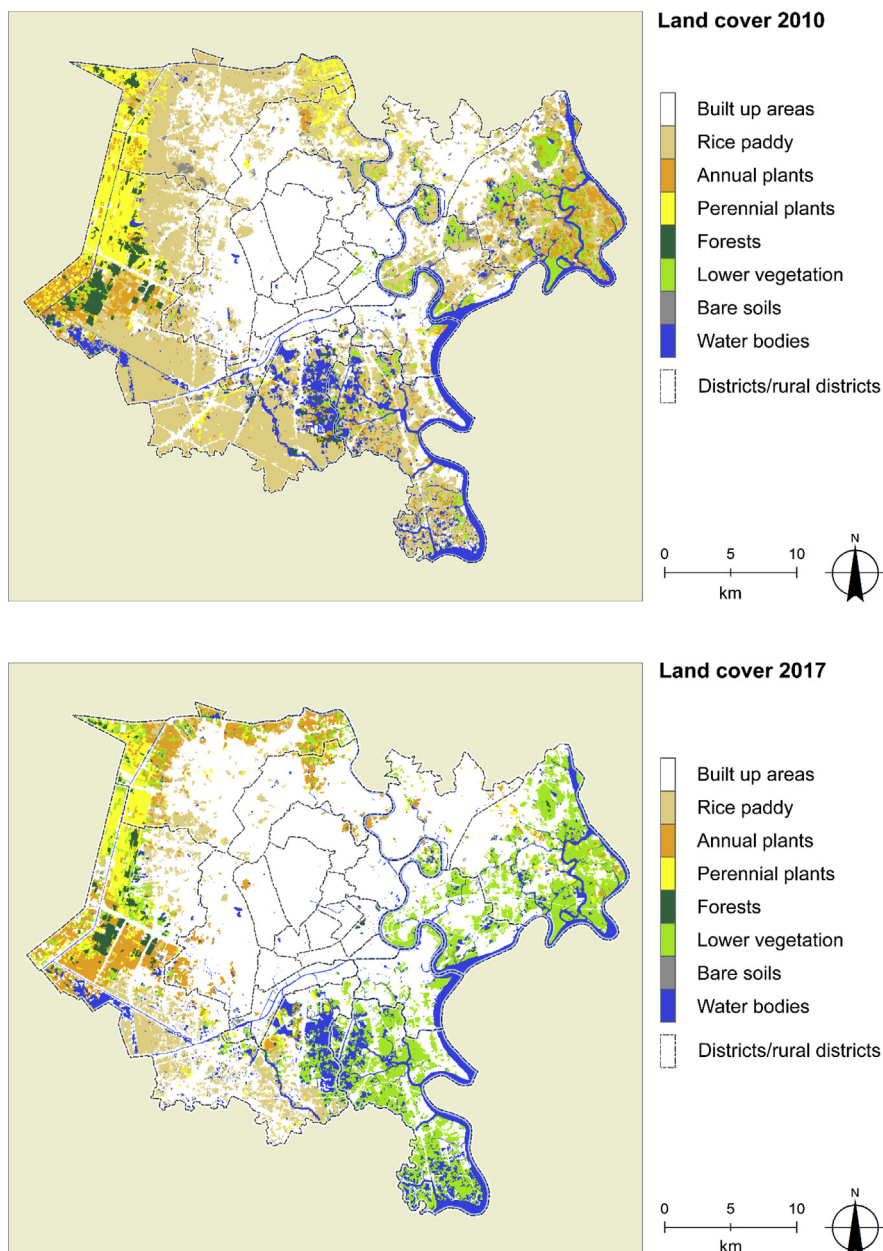 Land cover 2010
Built up areas
Rice paddy
Annual plants
Perennial plants
Forests
Lower vegetation
Bare soils
Water bodies
Districts/rural districts
0 5 10
km
N
Land cover 2017
Built up areas
Rice paddy
Annual plants
Perennial plants
Forests
Lower vegetation
Bare soils
Water bodies
Districts/rural districts
0 5 10
km
N